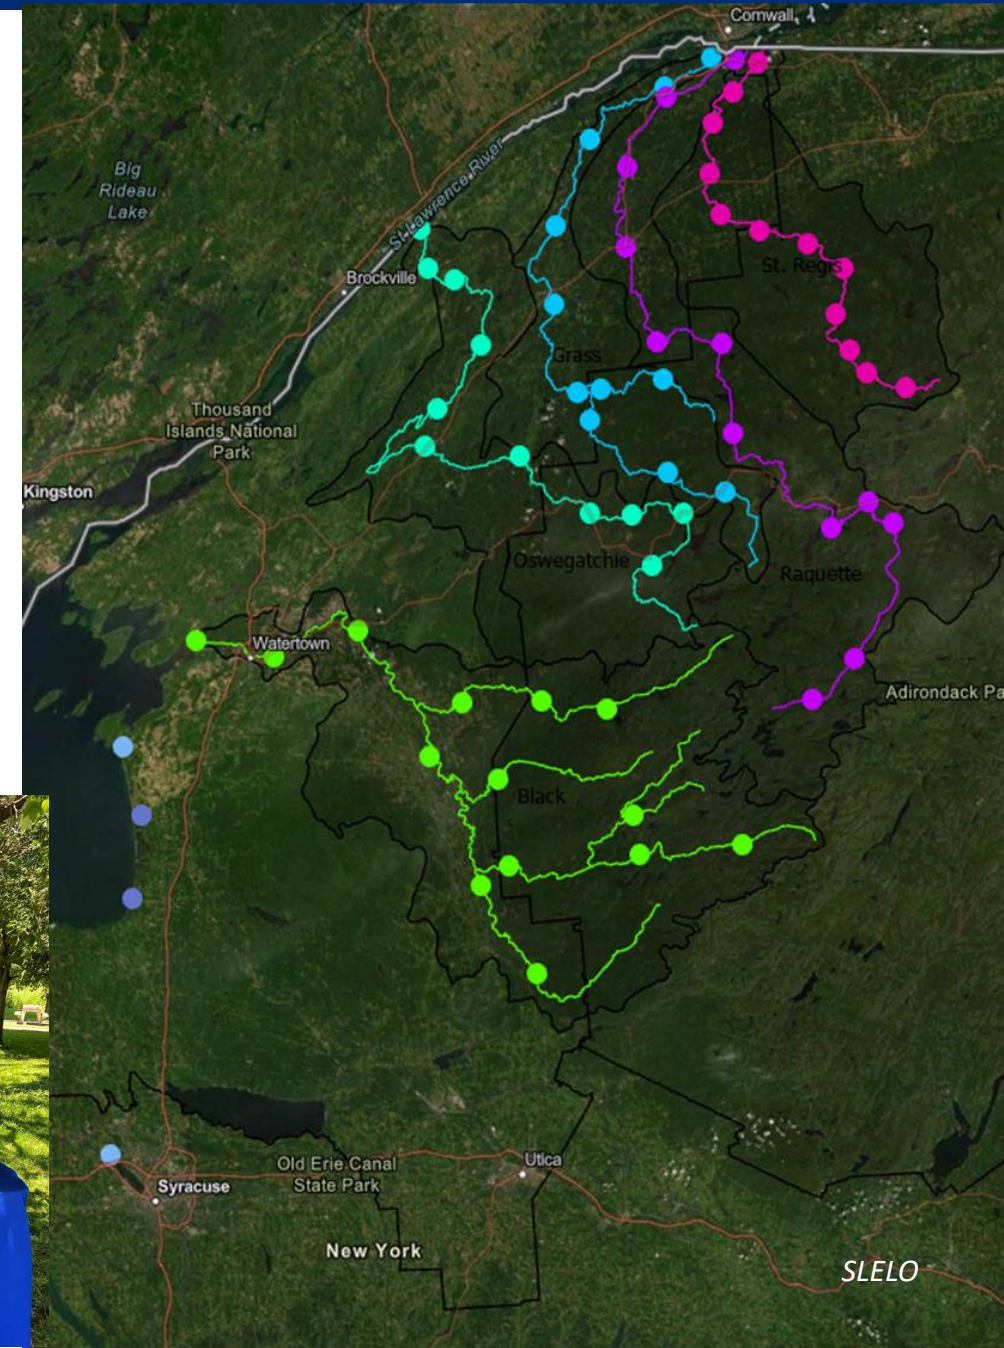 Cornwall
Big
Rideau
Lake
St Lawrence River
Brockville
St. Regis
Grass
Thousand
Islands National
Park
Kingston
Oswegatchie
Raquette
Watertown
Adirondack Pa
Black
Old Erie Canal
State Park
Utica
Syracuse
New York
SLELO